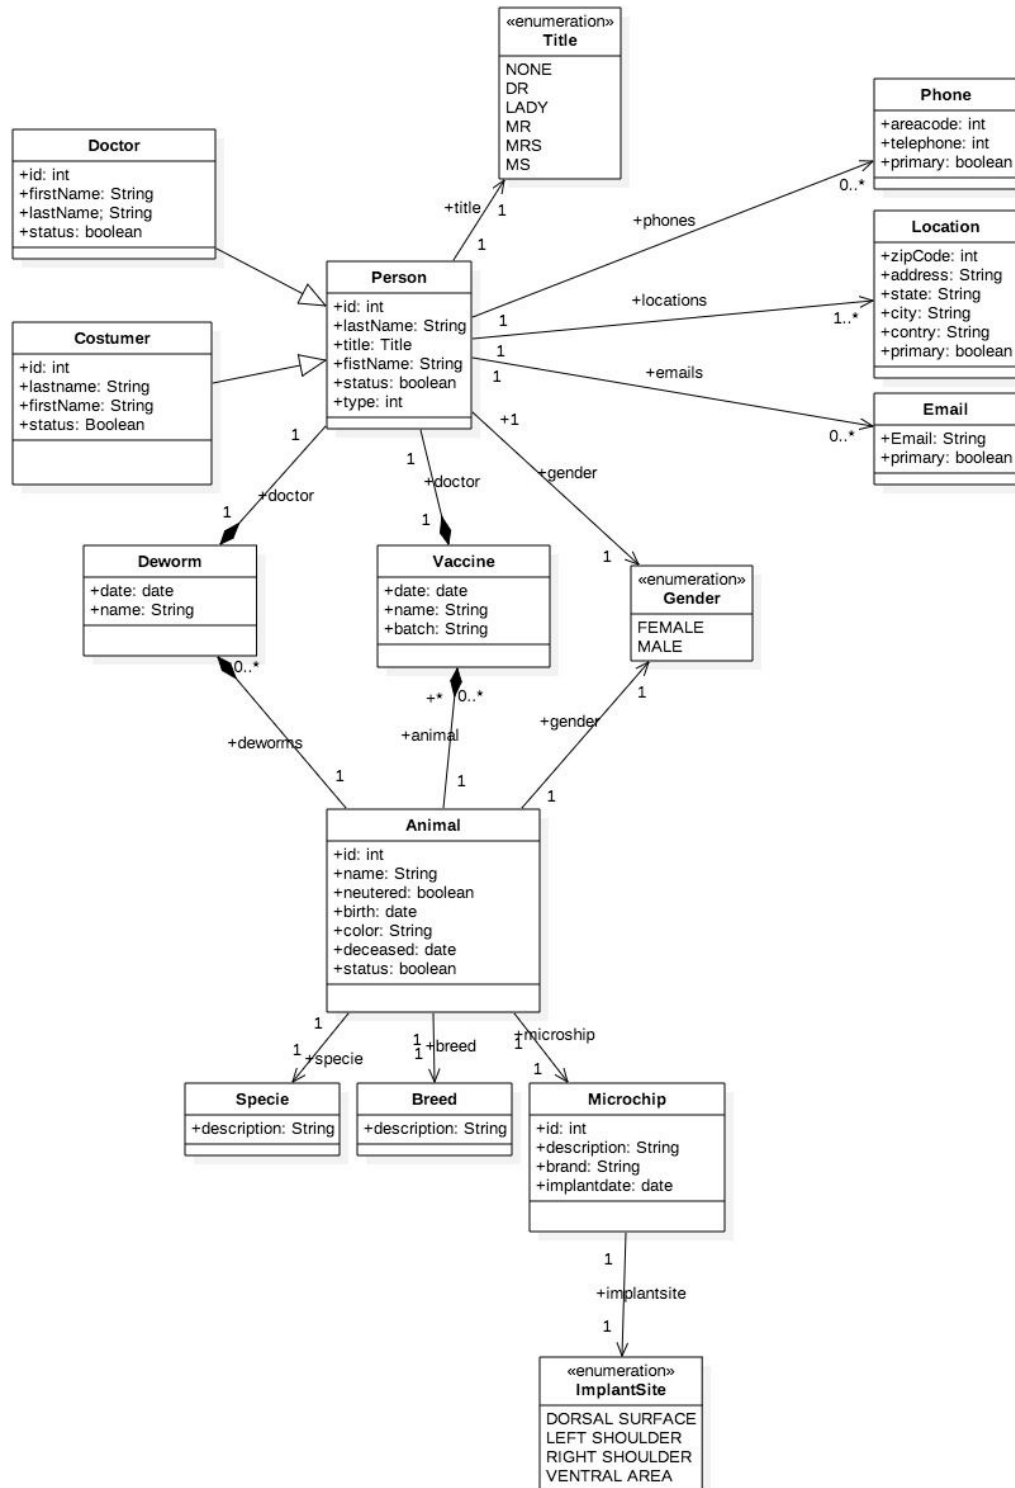 «enumeration»
Title
NONE
DR
LADY
MR
MRS
MS
Phone
+areacode: int
+telephone: int
+primary: boolean
Doctor
+id: int
+firstName: String
+lastName; String
+status: boolean
+title
1
1
+phones
0..*
1
Location
+zipCode: int
+address: String
+state: String
+city: String
+contry: String
+primary: boolean
Person
+id: int
+lastName: String
+title: Title
+fistName: String
+status: boolean
+type: int
+locations
1..*
1
Costumer
+id: int
+lastname: String
+firstName: String
+status: Boolean
+emails
0..*
1
Email
+Email: String
+primary: boolean
1
+doctor
1
1
+doctor
1
+1
+gender
1
Deworm
+date: date
+name: String
Vaccine
+date: date
+name: String
+batch: String
«enumeration»
Gender
FEMALE
MALE
0..*
+deworms
1
+*
0..*
+animal
1
1
+gender
1
Animal
+id: int
+name: String
+neutered: boolean
+birth: date
+color: String
+deceased: date
+status: boolean
1
1
+specie
1
1
+breed
1
+microship
1
Specie
+description: String
Breed
+description: String
Microchip
+id: int
+description: String
+brand: String
+implantdate: date
1
+implantsite
1
«enumeration»
ImplantSite
DORSAL SURFACE
LEFT SHOULDER
RIGHT SHOULDER
VENTRAL AREA